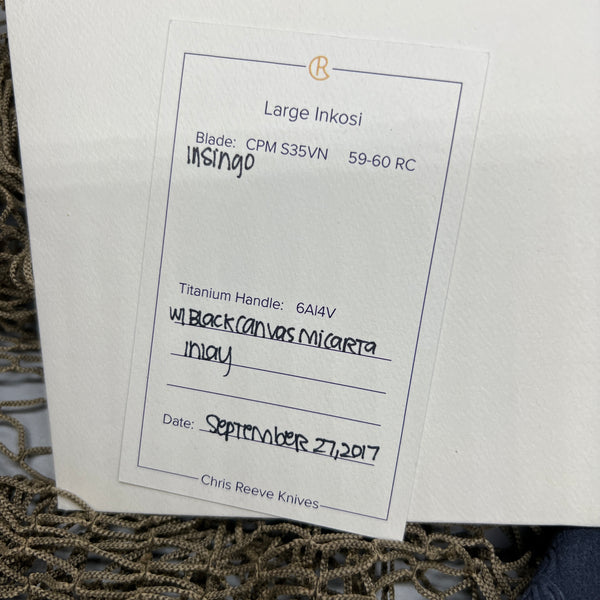 CR
Large Inkosi
Blade: CPM S35VN 59-60 RC
Insingo
Titanium Handle: 6Al4V
W/ Black Canvas Micarta
Inlay
Date: September 27, 2017
Chris Reeve Knives